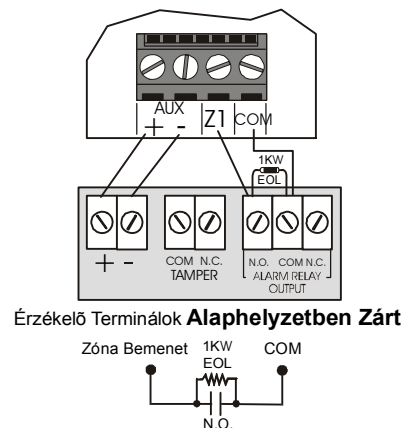 AUX
+ - Z1 COM
1KW
EOL
+ - COM N.C. N.O. COM N.C.
TAMPER ALARM RELAY
OUTPUT
Érzékelõ Terminálok Alaphelyzetben Zárt
Zóna Bemenet 1KW COM
EOL
N.O.